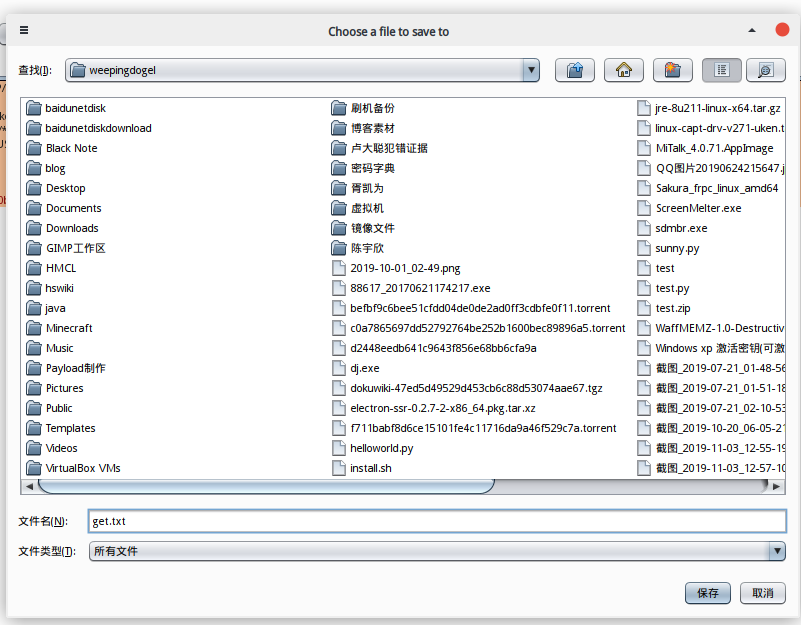 Choose a file to save to
查找(I):
weepingdogel
baidunetdisk
baidunetdiskdownload
Black Note
blog
Desktop
Documents
Downloads
GIMP工作区
HMCL
hswiki
java
Minecraft
Music
Payload制作
Pictures
Public
Templates
Videos
VirtualBox VMs
刷机备份
博客素材
卢大聪犯错证据
密码字典
胥凯为
虚拟机
镜像文件
陈宇欣
2019-10-01_02-49.png
88617_20170621174217.exe
befbf9c6bee51cfdd04de0de2ad0ff3cdbfe0f11.torrent
c0a7865697dd52792764be252b1600bec89896a5.torrent
d2448eedb641c9643f856e68bb6cfa9a
dj.exe
dokuwiki-47ed5d49529d453cb6c88d53074aae67.tgz
electron-ssr-0.2.7-2-x86_64.pkg.tar.xz
f711babf8d6ce15101fe4c11716da9a46f529c7a.torrent
helloworld.py
install.sh
jre-8u211-linux-x64.tar.gz
linux-capt-drv-v271-uken.t
MiTalk_4.0.71.AppImage
QQ图片20190624215647.j
Sakura_frpc_linux_amd64
ScreenMelter.exe
sdmbr.exe
sunny.py
test
test.py
test.zip
WaffMEMZ-1.0-Destructiv
Windows xp 激活密钥(可激
截图_2019-07-21_01-48-56
截图_2019-07-21_01-51-18
截图_2019-07-21_02-10-53
截图_2019-10-20_06-05-21
截图_2019-11-03_12-55-19
截图_2019-11-03_12-57-10
文件名(N):
get.txt
文件类型(T):
所有文件
保存
取消